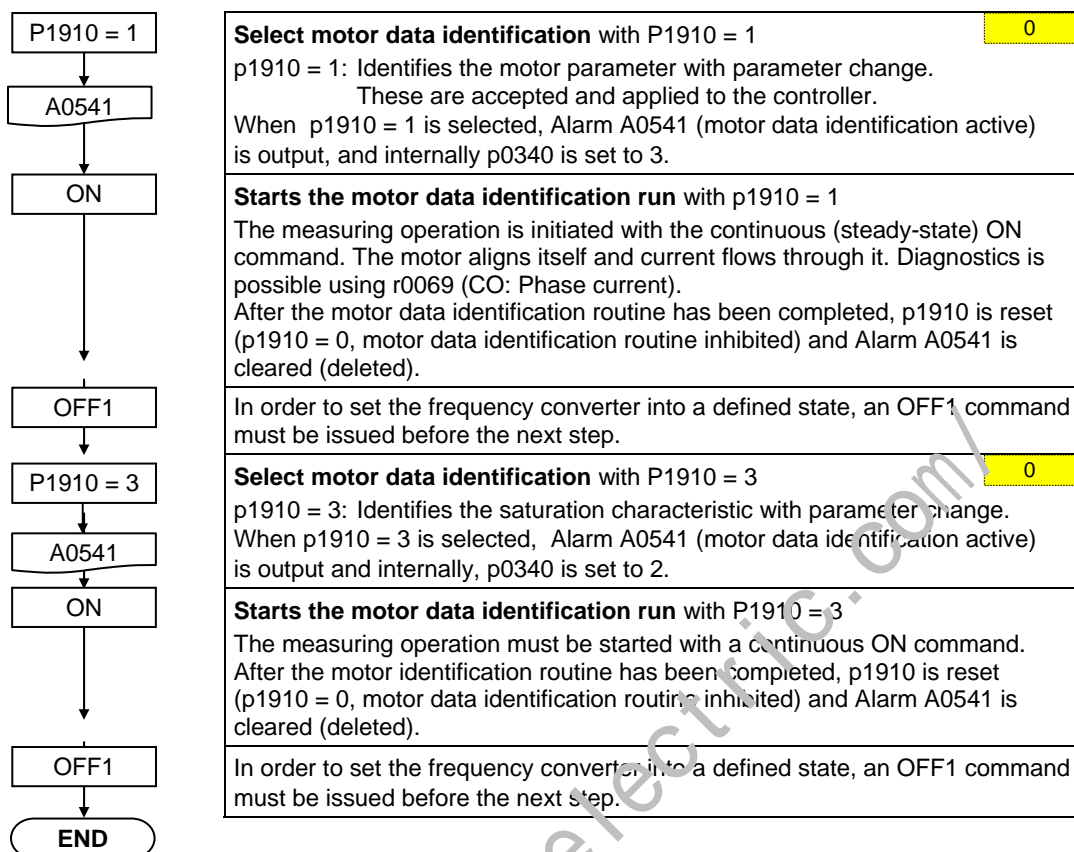 P1910 = 1
Select motor data identification with P1910 = 1
0
p1910 = 1: Identifies the motor parameter with parameter change.
These are accepted and applied to the controller.
A0541
When p1910 = 1 is selected, Alarm A0541 (motor data identification active)
is output, and internally p0340 is set to 3.
ON
Starts the motor data identification run with p1910 = 1
The measuring operation is initiated with the continuous (steady-state) ON
command. The motor aligns itself and current flows through it. Diagnostics is
possible using r0069 (CO: Phase current).
After the motor data identification routine has been completed, p1910 is reset
(p1910 = 0, motor data identification routine inhibited) and Alarm A0541 is
cleared (deleted).
OFF1
In order to set the frequency converter into a defined state, an OFF1 command
must be issued before the next step.
P1910 = 3
Select motor data identification with P1910 = 3
0
p1910 = 3: Identifies the saturation characteristic with parameter change.
A0541
When p1910 = 3 is selected, Alarm A0541 (motor data identification active)
is output and internally, p0340 is set to 2.
ON
Starts the motor data identification run with P1910 = 3
The measuring operation must be started with a continuous ON command.
After the motor identification routine has been completed, p1910 is reset
(p1910 = 0, motor data identification routine inhibited) and Alarm A0541 is
cleared (deleted).
OFF1
In order to set the frequency converter into a defined state, an OFF1 command
must be issued before the next step.
END
electric.com/